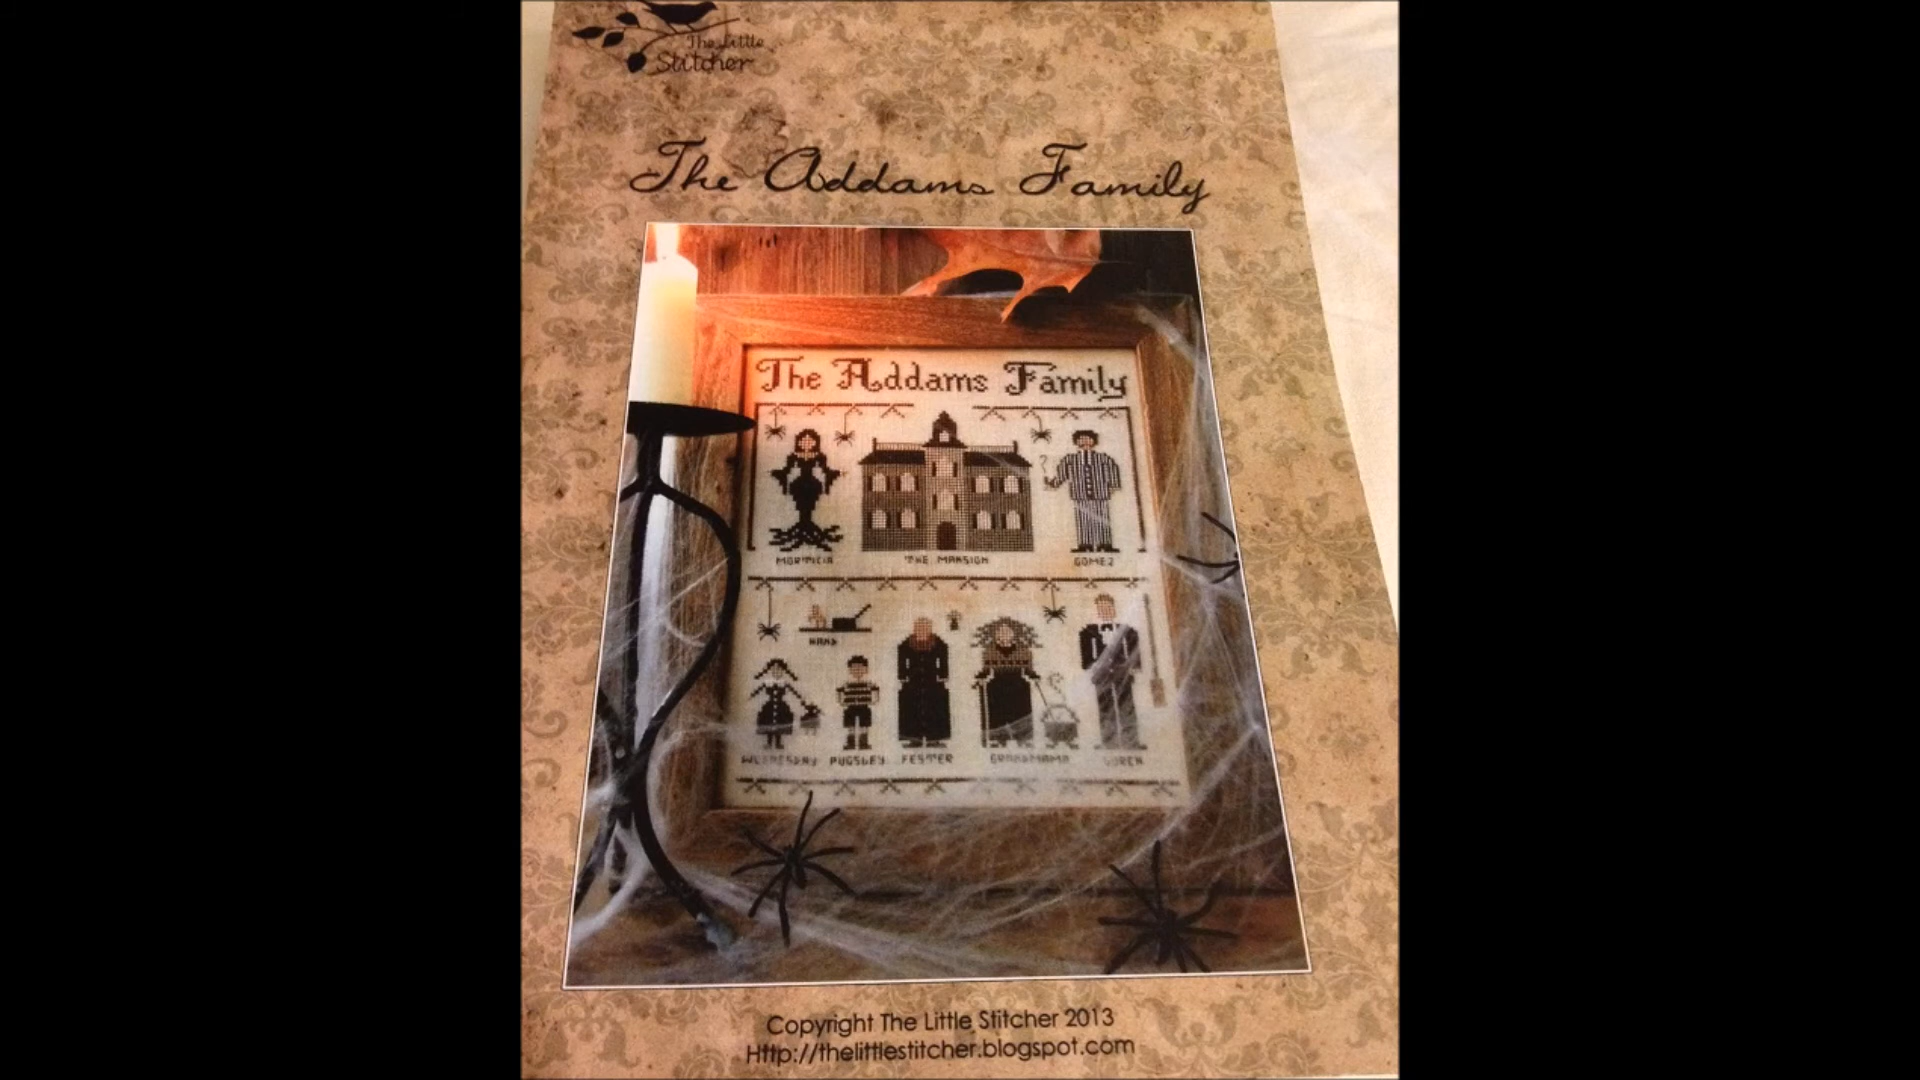 The Little
Stitcher
The Addams Family
The Addams Family
MORTICIA THE MANSION GOMEZ
HAND
WEDNESDAY PUGSLEY FESTER GRANDMAMA LURCH
Copyright The Little Stitcher 2013
Http://thelittlestitcher.blogspot.com